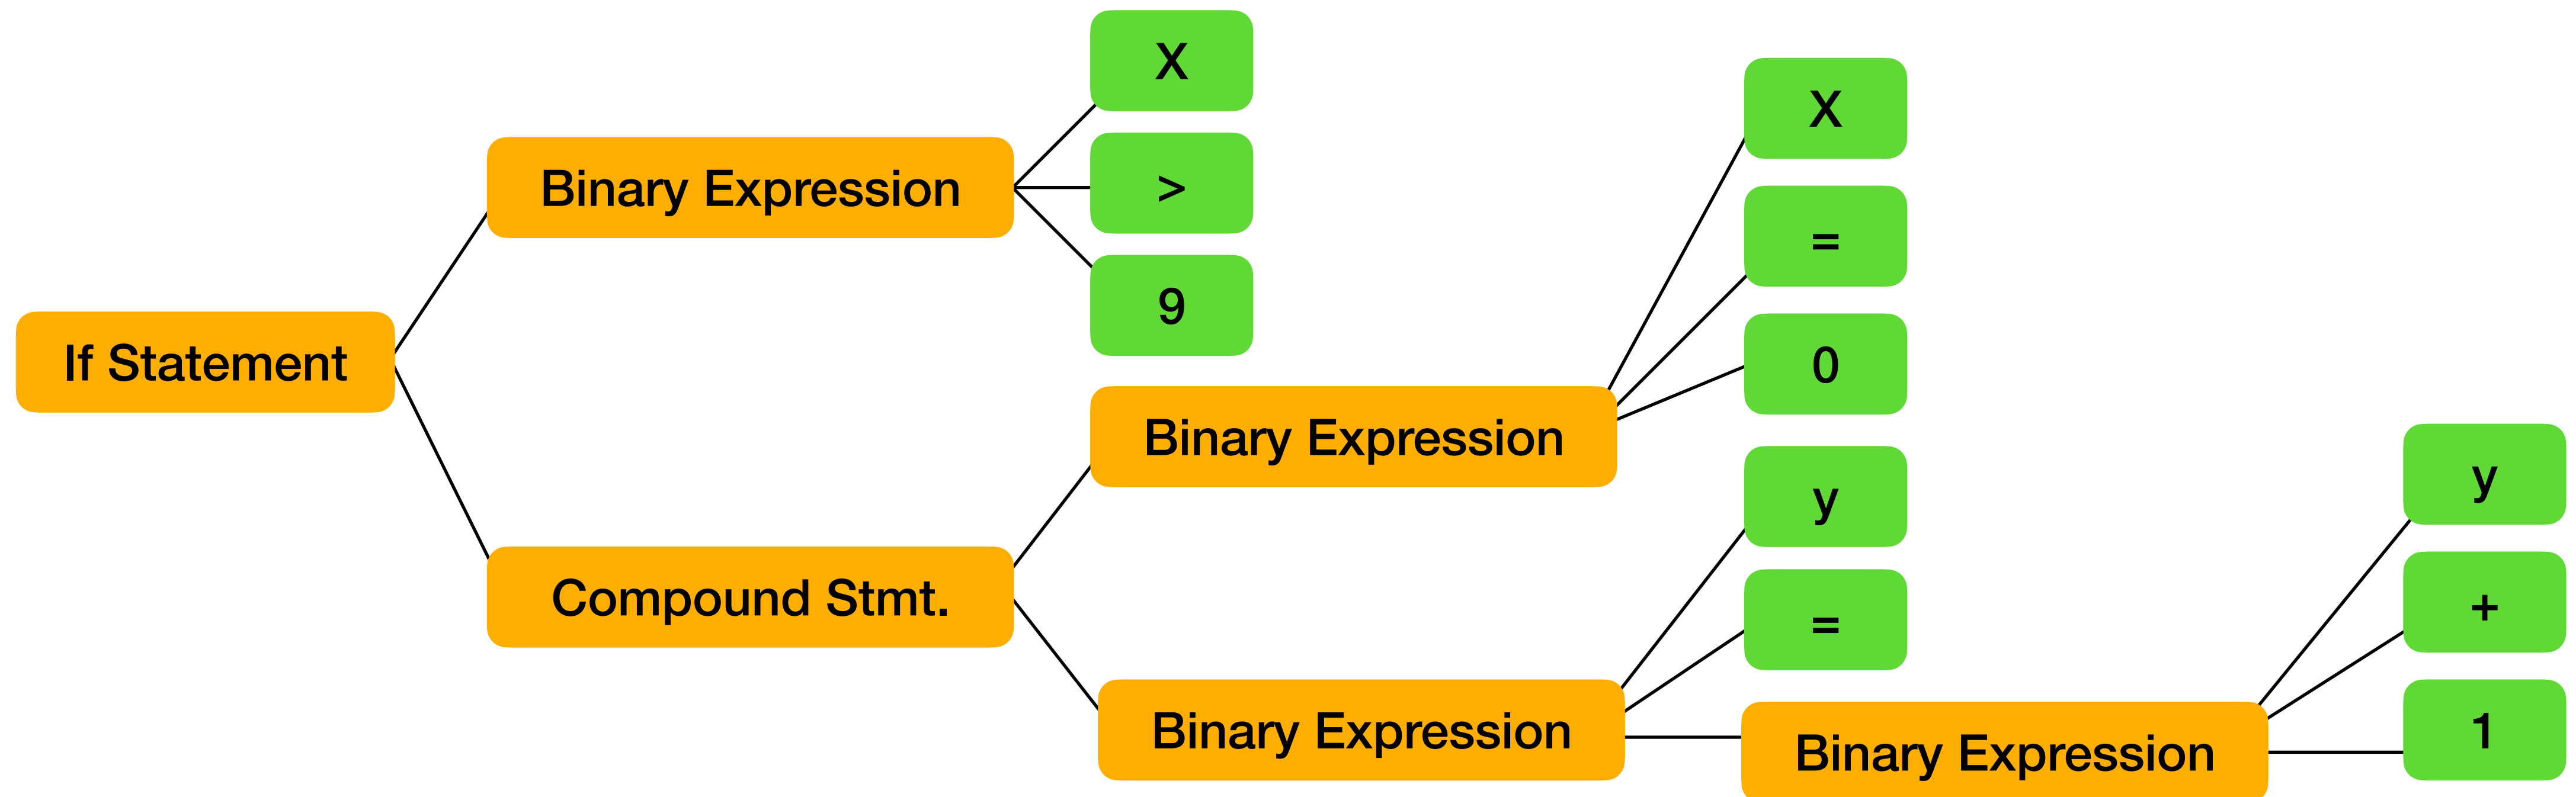 If Statement
Binary Expression
X
>
9
Compound Stmt.
Binary Expression
X
=
0
Binary Expression
y
=
Binary Expression
y
+
1